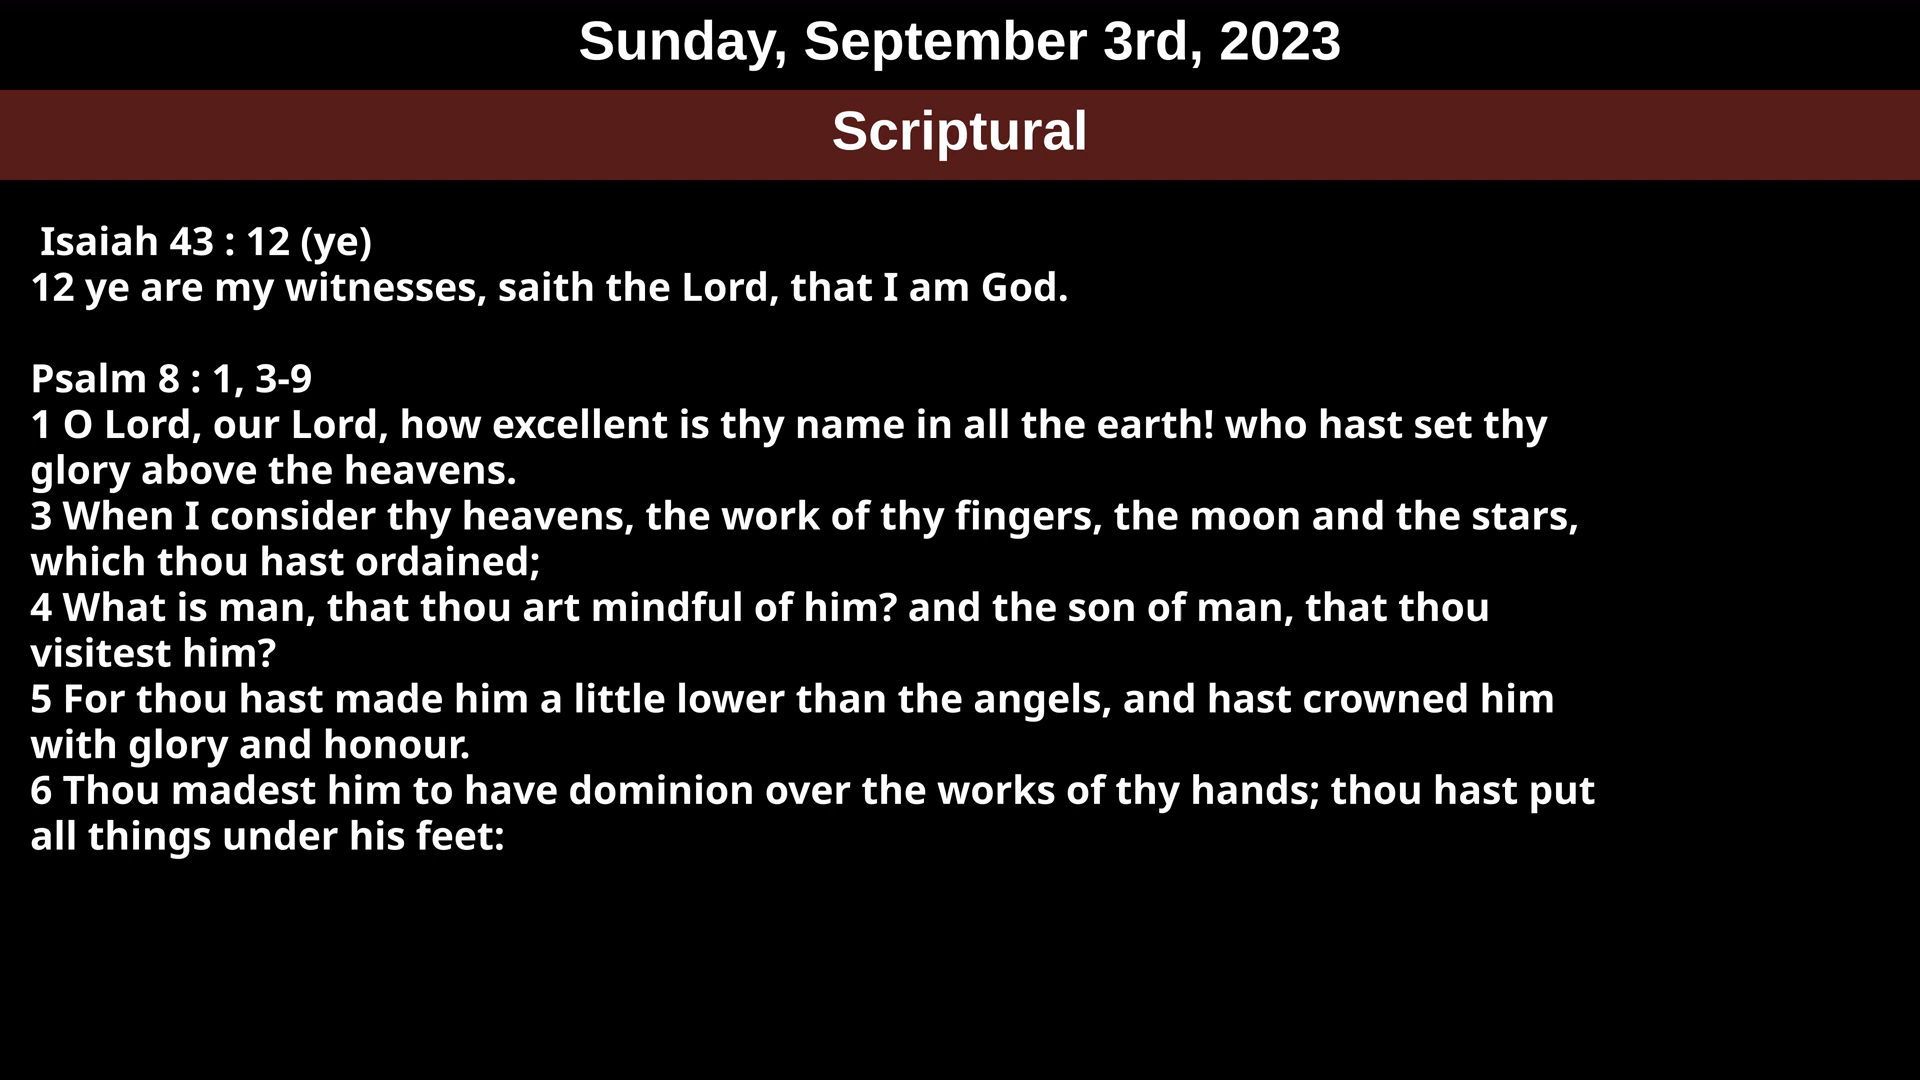 Sunday, September 3rd, 2023
Scriptural
Isaiah 43 : 12 (ye)
12 ye are my witnesses, saith the Lord, that I am God.
Psalm 8 : 1, 3-9
1 O Lord, our Lord, how excellent is thy name in all the earth! who hast set thy
glory above the heavens.
3 When I consider thy heavens, the work of thy fingers, the moon and the stars,
which thou hast ordained;
4 What is man, that thou art mindful of him? and the son of man, that thou
visitest him?
5 For thou hast made him a little lower than the angels, and hast crowned him
with glory and honour.
6 Thou madest him to have dominion over the works of thy hands; thou hast put
all things under his feet: